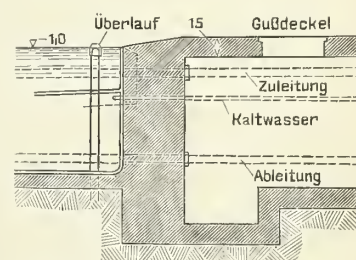 -1,0
Überlauf
15
Gußdeckel
Zuleitung
Kaltwasser
Ableitung